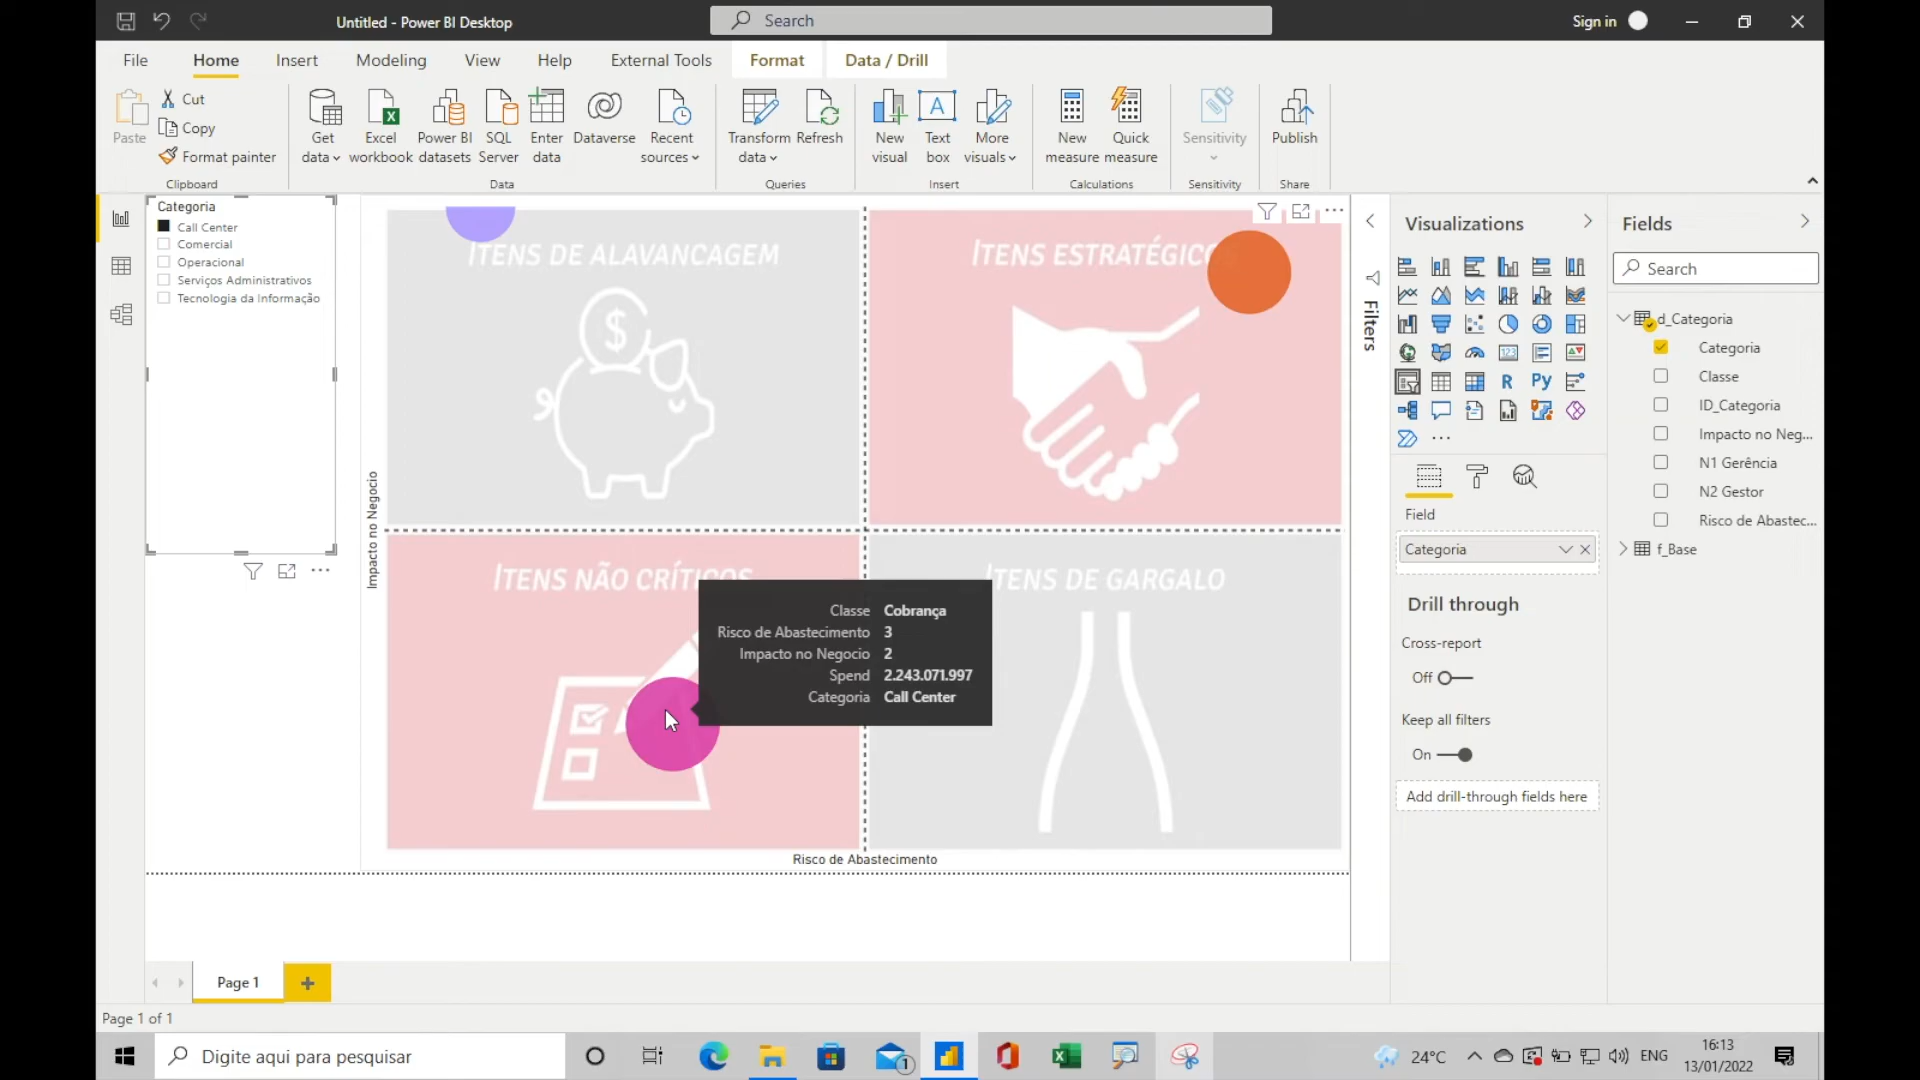 Untitled - Power BI Desktop
Search
Sign in
File
Home
Insert
Modeling
View
Help
External Tools
Format
Data / Drill
Paste
Cut
Copy
Format painter
Clipboard
Get data
Excel workbook
Power BI datasets
SQL Server
Enter data
Dataverse
Recent sources
Data
Transform data
Refresh
Queries
New visual
Text box
More visuals
Insert
New measure
Quick measure
Calculations
Sensitivity
Sensitivity
Publish
Share
Categoria
Call Center
Comercial
Operacional
Serviços Administrativos
Tecnologia da Informação
Impacto no Negocio
ÍTENS DE ALAVANCAGEM
$
ÍTENS ESTRATÉGICO
ÍTENS NÃO CRÍTICOS
ÍTENS DE GARGALO
Classe Cobrança
Risco de Abastecimento 3
Impacto no Negocio 2
Spend 2.243.071.997
Categoria Call Center
Risco de Abastecimento
Filters
Visualizations
123
R
Py
Field
Categoria
Drill through
Cross-report
Off
Keep all filters
On
Add drill-through fields here
Fields
Search
d_Categoria
Categoria
Classe
ID_Categoria
Impacto no Neg...
N1 Gerência
N2 Gestor
Risco de Abastec...
f_Base
Page 1
Page 1 of 1
Digite aqui para pesquisar
1
24°C
ENG
16:13
13/01/2022